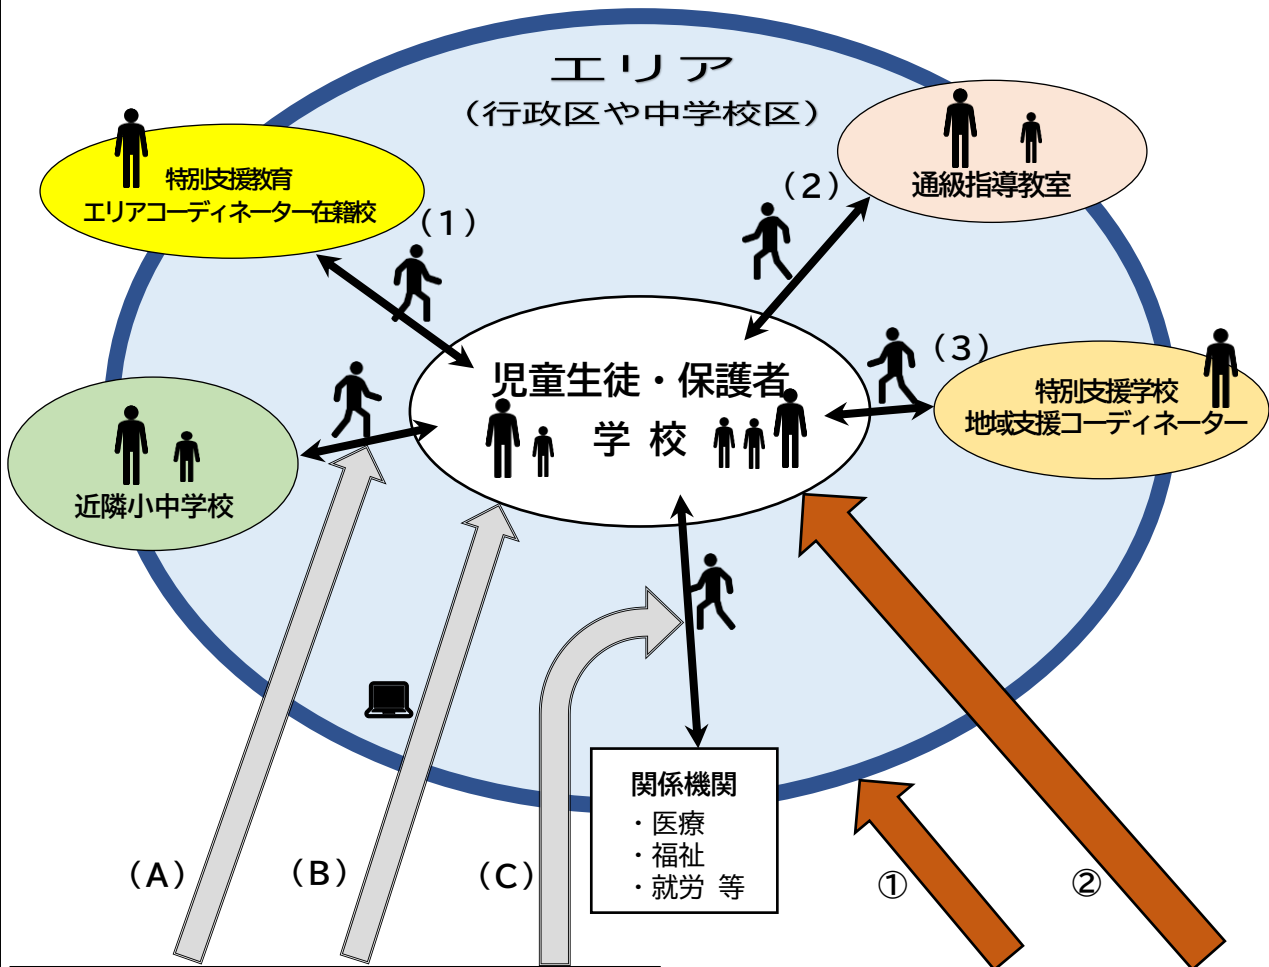 エリア
（行政区や中学校区）
特別支援教育
エリアコーディネーター在籍校
（1）
（2）
通級指導教室
（3）
特別支援学校
地域支援コーディネーター
児童生徒・保護者
学 校
近隣小中学校
関係機関
・医療
・福祉
・就労 等
（A）
（B）
（C）
①
②